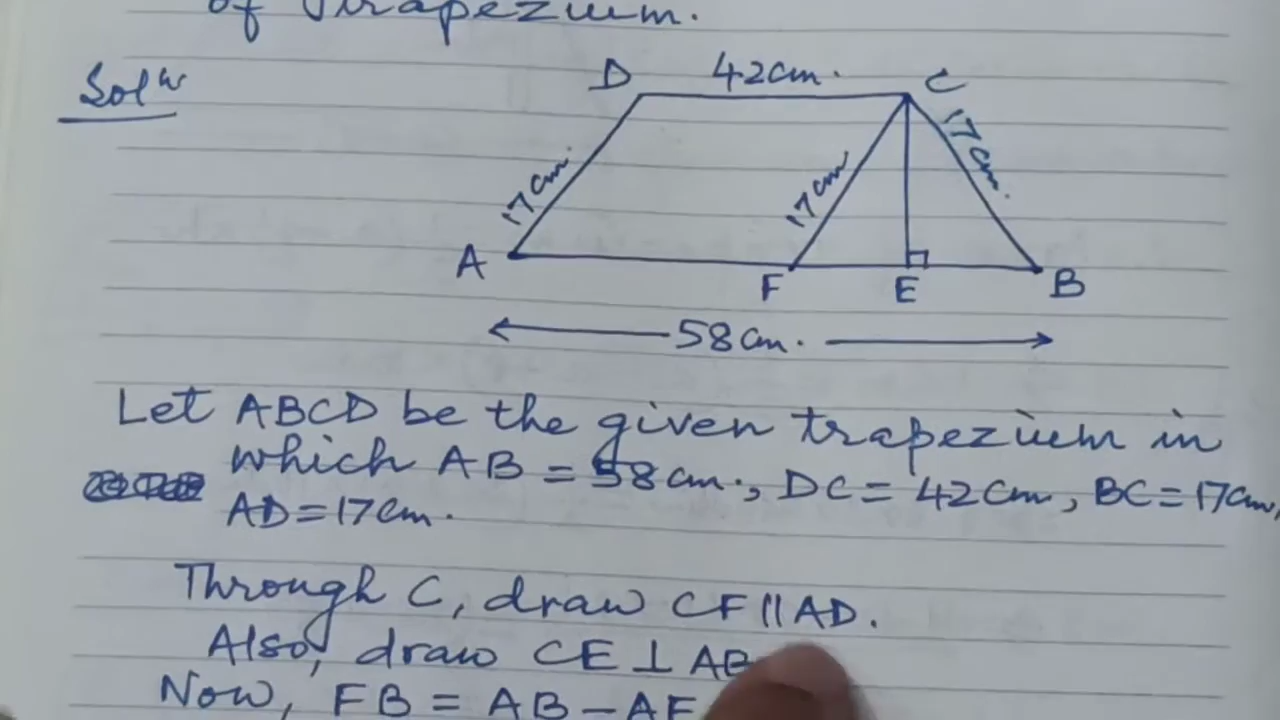 of Trapezium.
Solⁿ
D 42cm. C
17cm.
17cm
17cm.
A F E B
58cm.
Let ABCD be the given trapezium in
which AB = 58cm., DC = 42cm, BC = 17cm,
AD = 17cm.
Through C, draw CF || AD.
Also, draw CE ⊥ AB
Now, FB = AB - AF